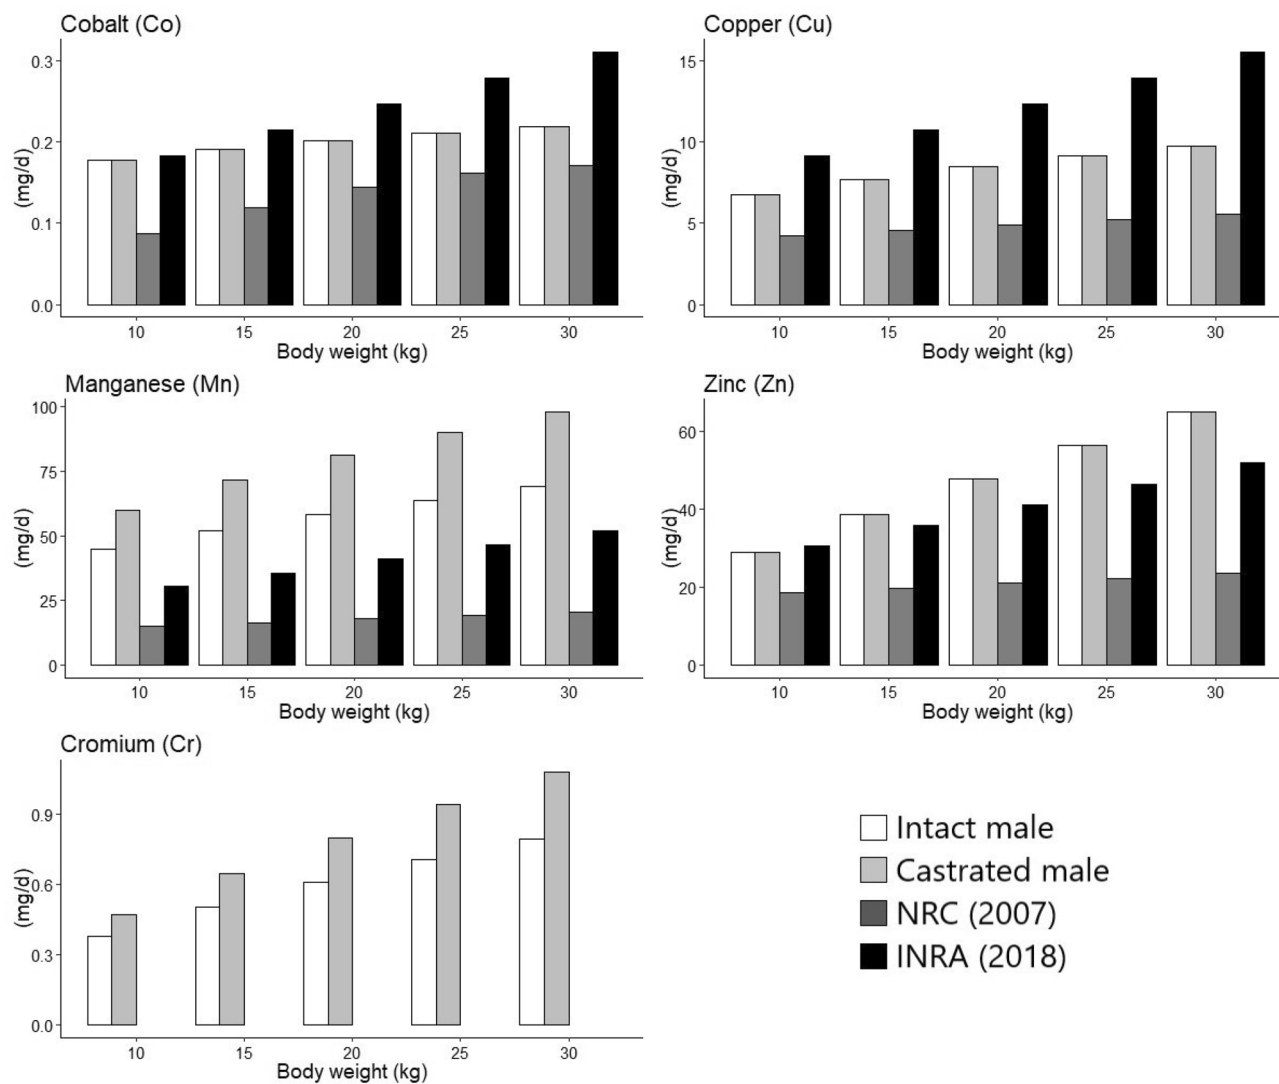 Cobalt (Co)
(mg/d)
0.3
0.2
0.1
0.0
10 15 20 25 30
Body weight (kg)
Copper (Cu)
(mg/d)
15
10
5
0
10 15 20 25 30
Body weight (kg)
Manganese (Mn)
(mg/d)
100
75
50
25
0
10 15 20 25 30
Body weight (kg)
Zinc (Zn)
(mg/d)
60
40
20
0
10 15 20 25 30
Body weight (kg)
Cromium (Cr)
(mg/d)
0.9
0.6
0.3
0.0
10 15 20 25 30
Body weight (kg)
Intact male
Castrated male
NRC (2007)
INRA (2018)